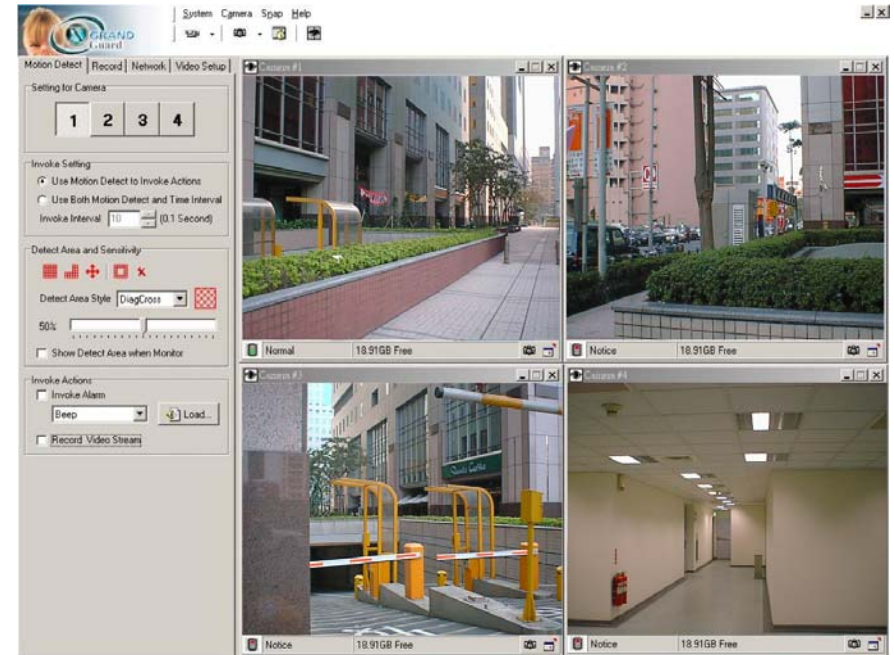 GRAND
Guard
System Camera Snap Help
Motion Detect Record Network Video Setup
Setting for Camera
1 2 3 4
Invoke Setting
Use Motion Detect to Invoke Actions
Use Both Motion Detect and Time Interval
Invoke Interval 10 (0.1 Second)
Detect Area and Sensitivity
Detect Area Style DiagCross
50%
Show Detect Area when Monitor
Invoke Actions
Invoke Alarm
Beep Load...
Record Video Stream
Camera #1
Normal 18.91GB Free
Camera #2
Notice 18.91GB Free
Camera #3
Notice 18.91GB Free
Camera #4
Notice 18.91GB Free